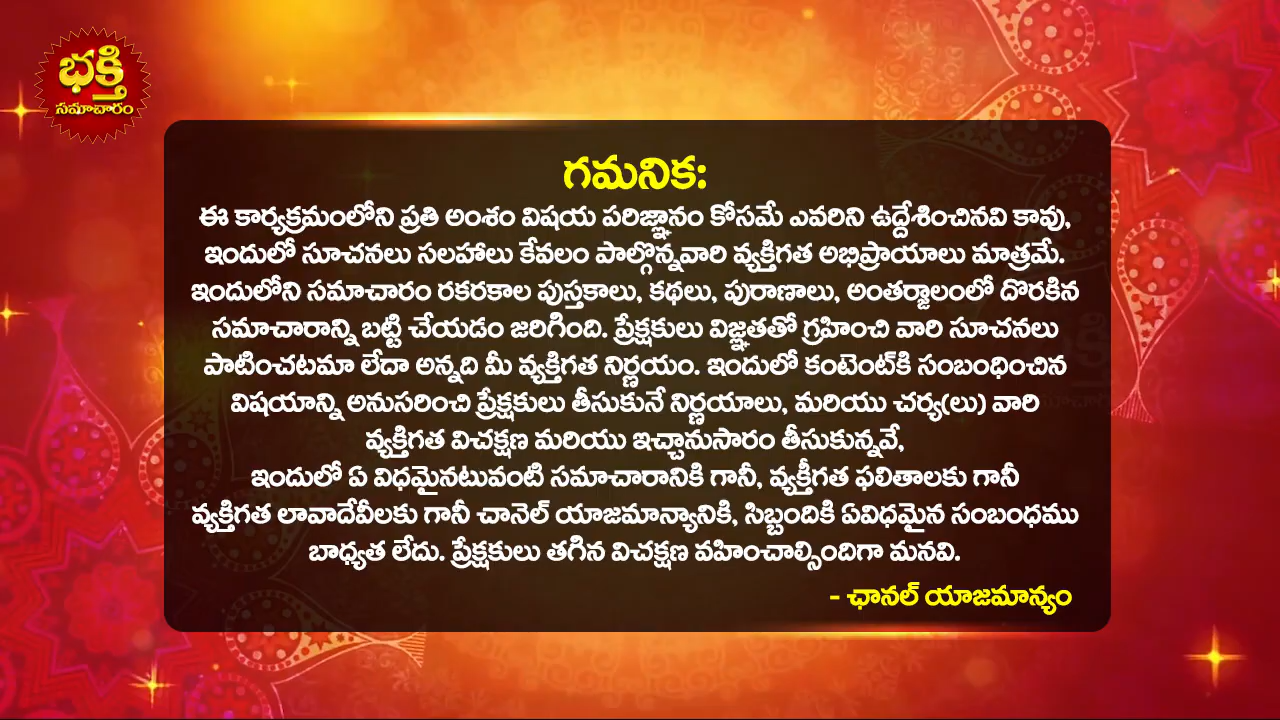 భక్తి
సమాచారం
గమనిక:
ఈ కార్యక్రమంలోని ప్రతి అంశం విషయ పరిజ్ఞానం కోసమే ఎవరిని ఉద్దేశించినవి కావు,
ఇందులో సూచనలు సలహాలు కేవలం పాల్గొన్నవారి వ్యక్తిగత అభిప్రాయాలు మాత్రమే.
ఇందులోని సమాచారం రకరకాల పుస్తకాలు, కథలు, పురాణాలు, అంతర్జాలంలో దొరకిన
సమాచారాన్ని బట్టి చేయడం జరిగింది. ప్రేక్షకులు విజ్ఞతతో గ్రహించి వారి సూచనలు
పాటించటమా లేదా అన్నది మీ వ్యక్తిగత నిర్ణయం. ఇందులో కంటెంట్‌కి సంబంధించిన
విషయాన్ని అనుసరించి ప్రేక్షకులు తీసుకునే నిర్ణయాలు, మరియు చర్య(లు) వారి
వ్యక్తిగత విచక్షణ మరియు ఇచ్చానుసారం తీసుకున్నవే,
ఇందులో ఏ విధమైనటువంటి సమాచారానికి గానీ, వ్యక్తీగత ఫలితాలకు గానీ
వ్యక్తిగత లావాదేవీలకు గానీ చానెల్ యాజమాన్యానికి, సిబ్బందికి ఏవిధమైన సంబంధము
బాధ్యత లేదు. ప్రేక్షకులు తగిన విచక్షణ వహించాల్సిందిగా మనవి.
- ఛానల్ యాజమాన్యం